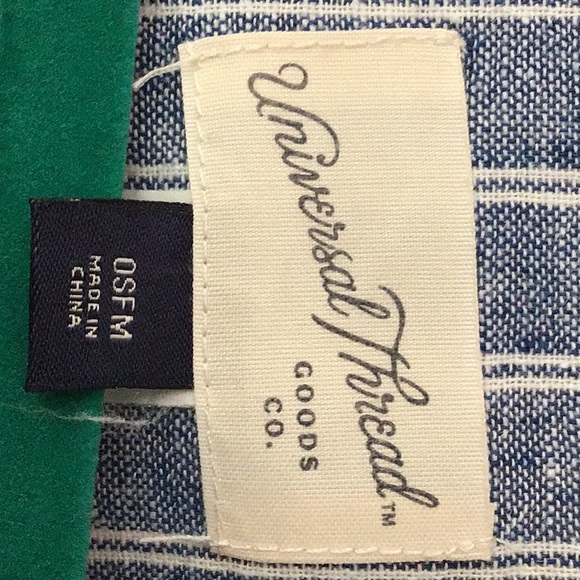 Universal Thread™
GOODS
CO.
OSFM
MADE IN
CHINA